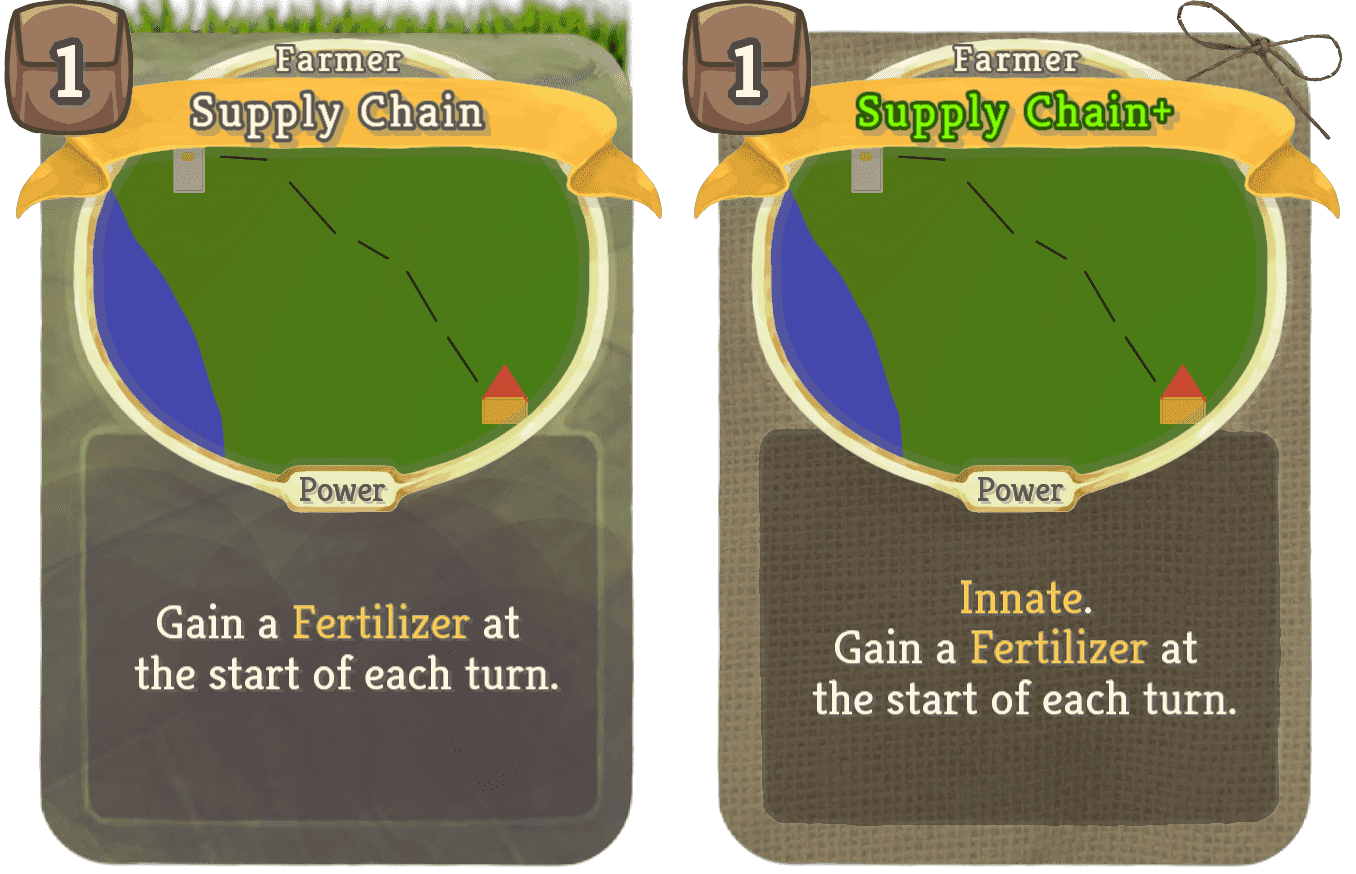 1
Farmer
Supply Chain
Power
Gain a Fertilizer at
the start of each turn.
1
Farmer
Supply Chain+
Power
Innate.
Gain a Fertilizer at
the start of each turn.